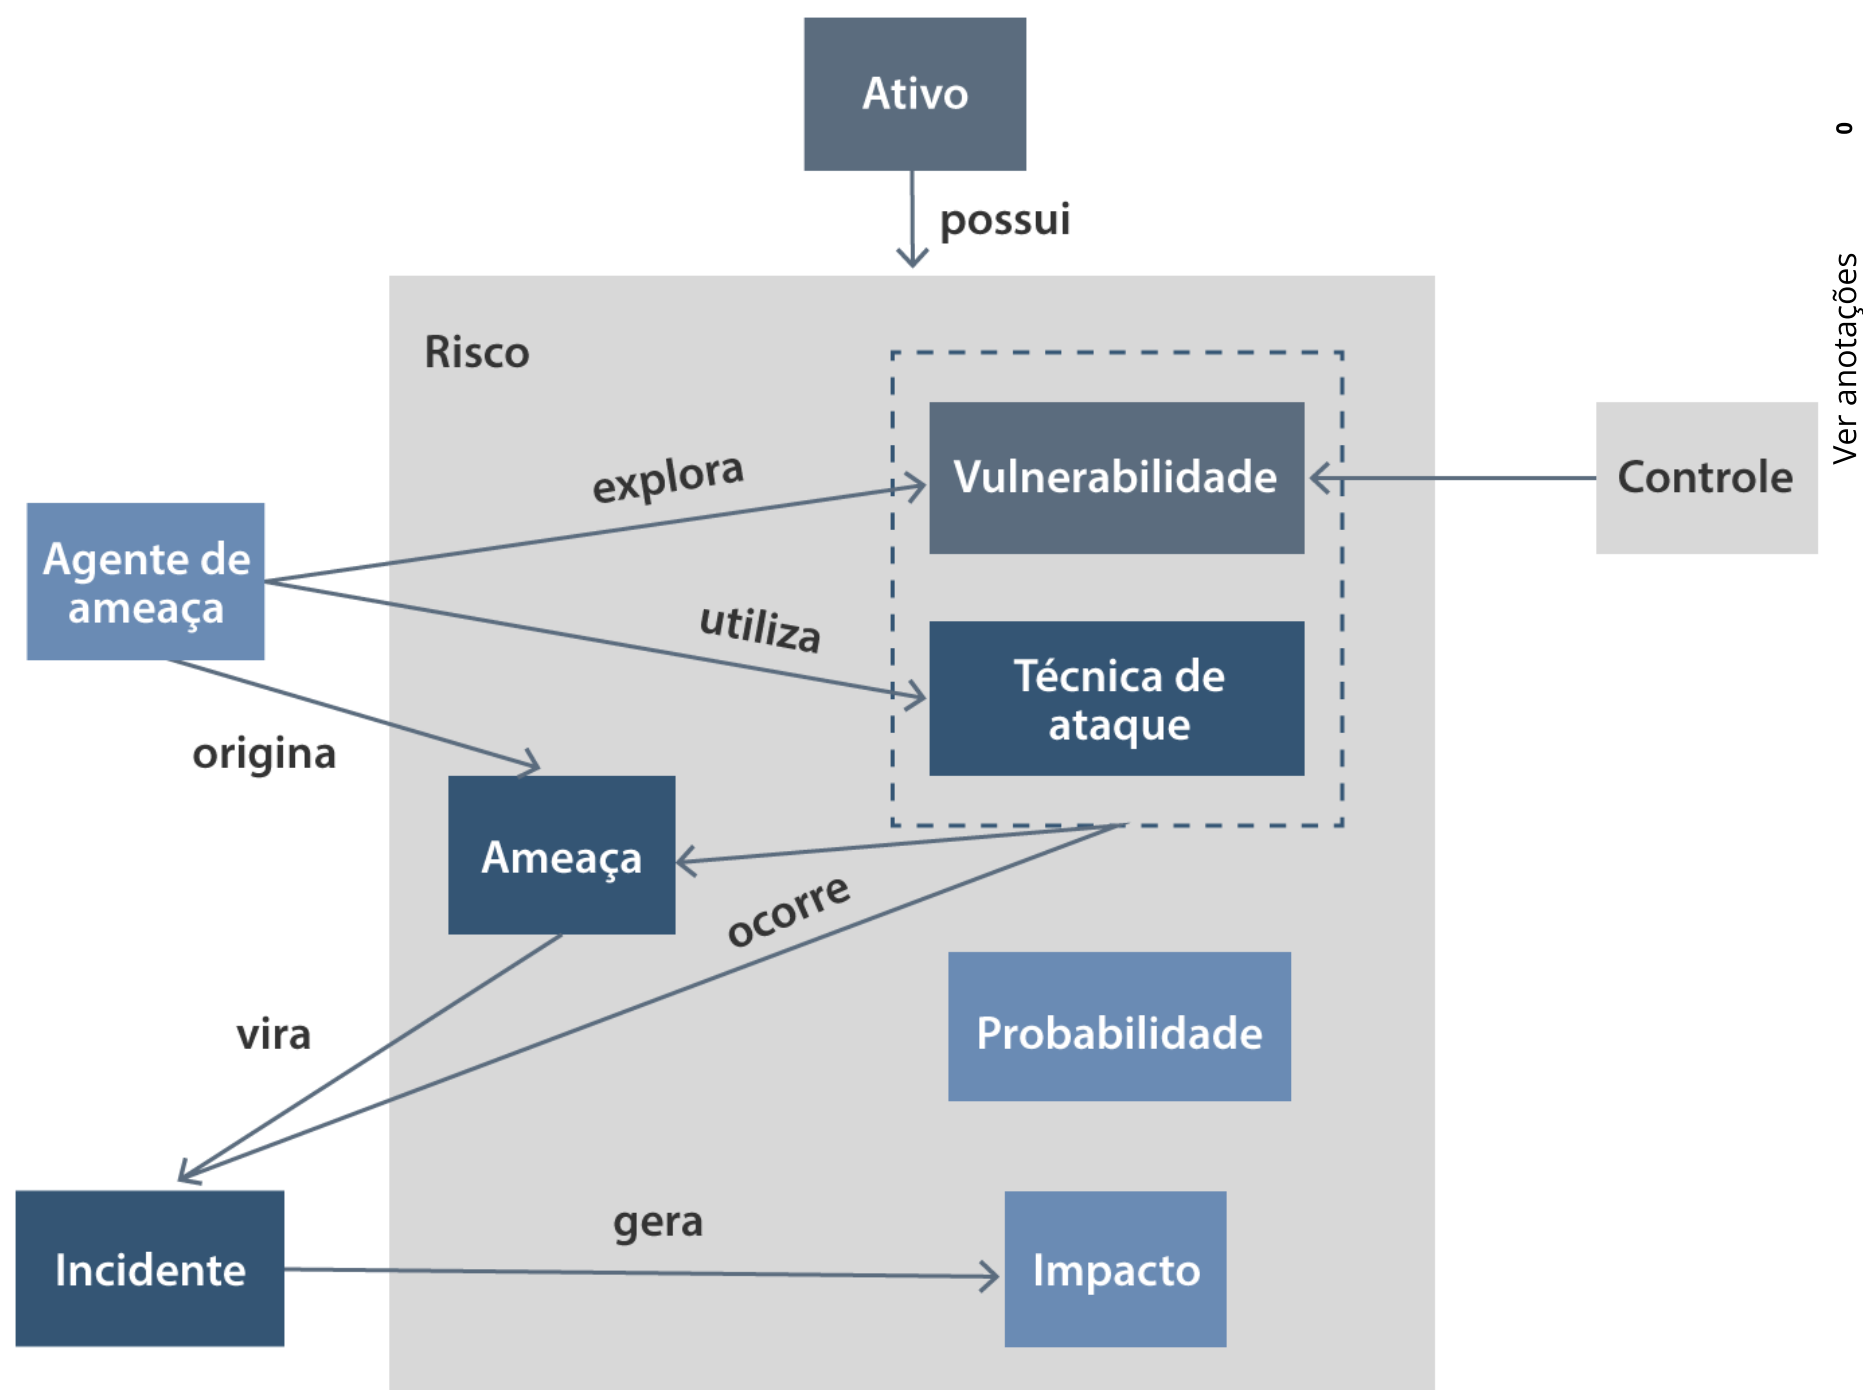 Ativo
possui
Risco
Vulnerabilidade
Controle
explora
Agente de
ameaça
utiliza
Técnica de
ataque
origina
Ameaça
ocorre
Probabilidade
vira
gera
Incidente
Impacto
0
Ver anotações